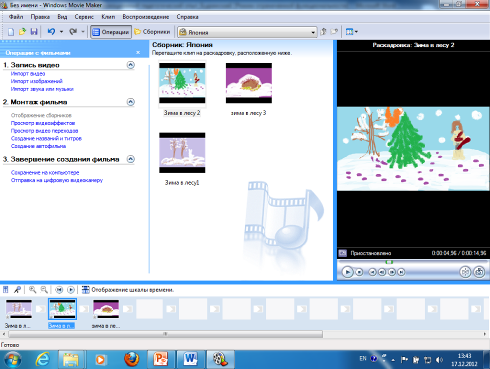 Без имени - Windows Movie Maker
Файл Правка Вид Сервис Клип Воспроизведение Справка
Операции Сборники Япония
Операции с фильмами
1. Запись видео
Импорт видео
Импорт изображений
Импорт звука или музыки
2. Монтаж фильма
Отображение сборников
Просмотр видеоэффектов
Просмотр видео переходов
Создание названий и титров
Создание автофильма
3. Завершение создания фильма
Сохранение на компьютере
Отправка на цифровую видеокамеру
Сборник: Япония
Перетащите клип на раскадровку, расположенную ниже.
Зима в лесу 2
зима в лесу 3
Зима в лесу1
Раскадровка: Зима в лесу 2
Приостановлено 0:00:04,96 / 0:00:14,96
Отображение шкалы времени.
Зима в л... Зима в л... зима в ле...
Готово
EN 13:43
17.12.2012